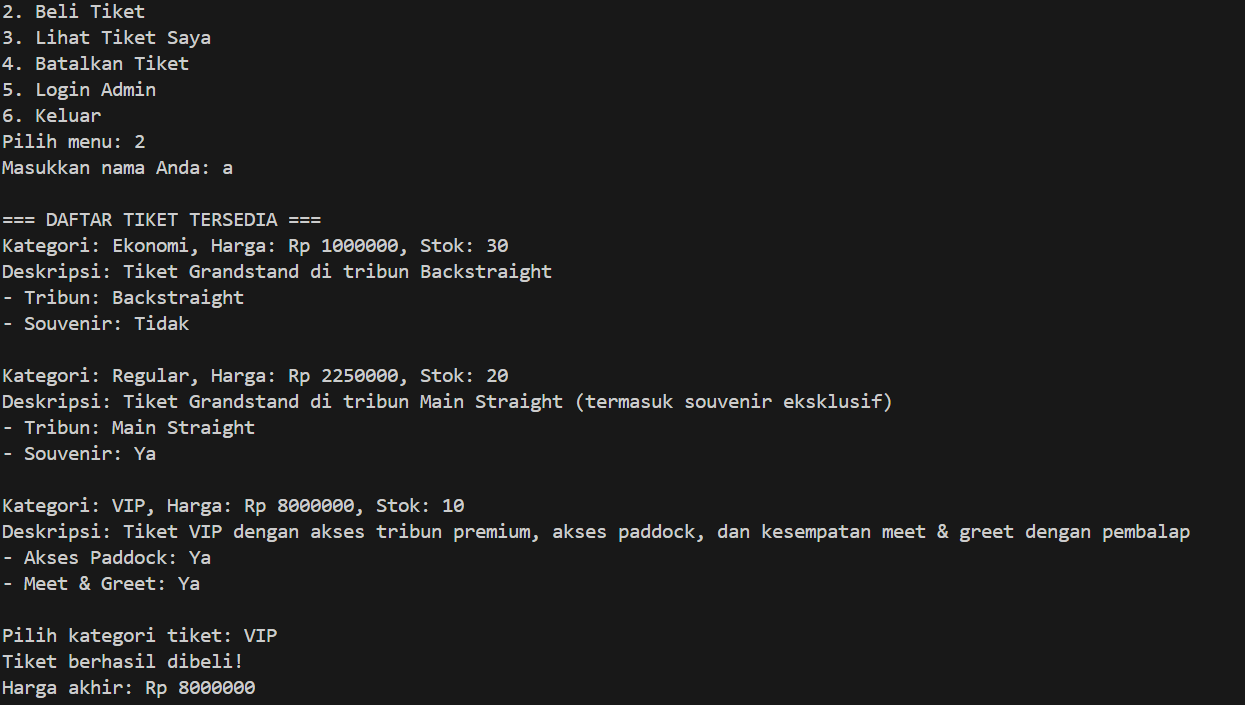 2. Beli Tiket
3. Lihat Tiket Saya
4. Batalkan Tiket
5. Login Admin
6. Keluar
Pilih menu: 2
Masukkan nama Anda: a
=== DAFTAR TIKET TERSEDIA ===
Kategori: Ekonomi, Harga: Rp 1000000, Stok: 30
Deskripsi: Tiket Grandstand di tribun Backstraight
- Tribun: Backstraight
- Souvenir: Tidak
Kategori: Regular, Harga: Rp 2250000, Stok: 20
Deskripsi: Tiket Grandstand di tribun Main Straight (termasuk souvenir eksklusif)
- Tribun: Main Straight
- Souvenir: Ya
Kategori: VIP, Harga: Rp 8000000, Stok: 10
Deskripsi: Tiket VIP dengan akses tribun premium, akses paddock, dan kesempatan meet & greet dengan pembalap
- Akses Paddock: Ya
- Meet & Greet: Ya
Pilih kategori tiket: VIP
Tiket berhasil dibeli!
Harga akhir: Rp 8000000